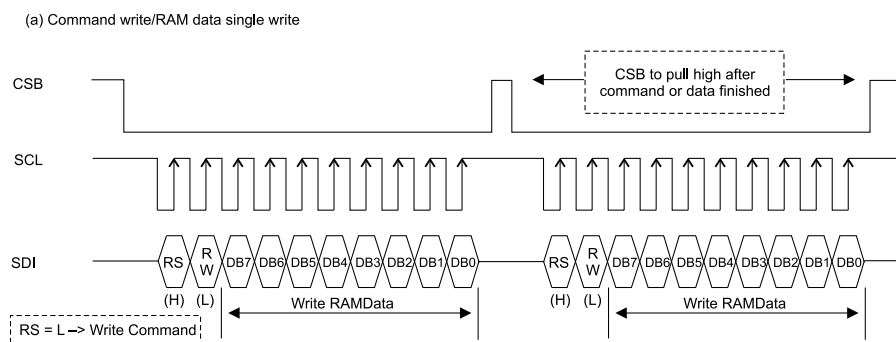 (a) Command write/RAM data single write
CSB
CSB to pull high after
command or data finished
SCL
SDI
RS
R
W
DB7
DB6
DB5
DB4
DB3
DB2
DB1
DB0
RS
R
W
DB7
DB6
DB5
DB4
DB3
DB2
DB1
DB0
(H)
(L)
Write RAMData
(H)
(L)
Write RAMData
RS = L –> Write Command